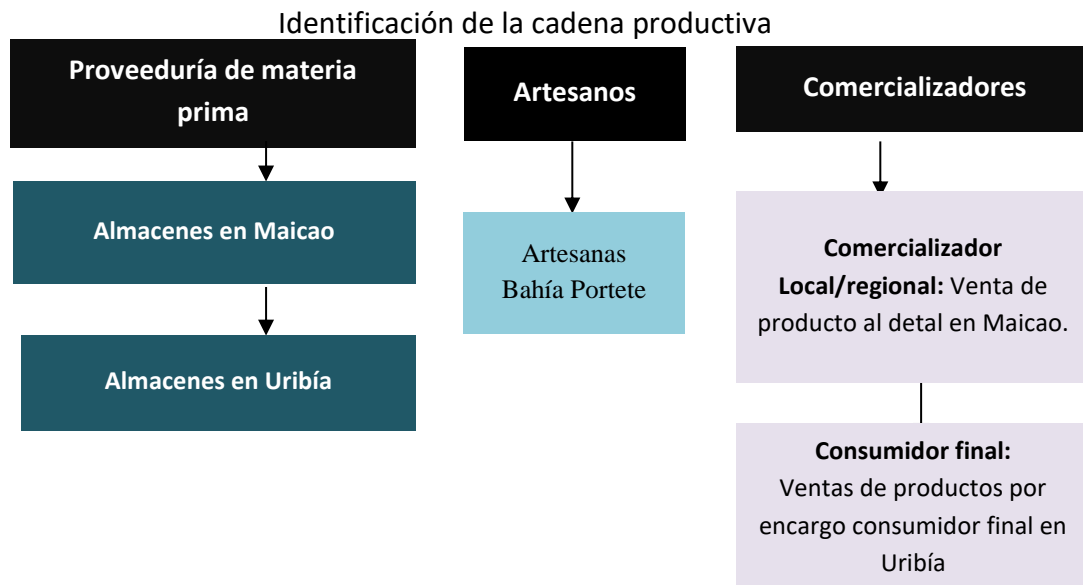 Identificación de la cadena productiva
Proveeduría de materia
prima
Almacenes en Maicao
Almacenes en Uribía
Artesanos
Artesanas
Bahía Portete
Comercializadores
Comercializador
Local/regional: Venta de
producto al detal en Maicao.
Consumidor final:
Ventas de productos por
encargo consumidor final en
Uribía